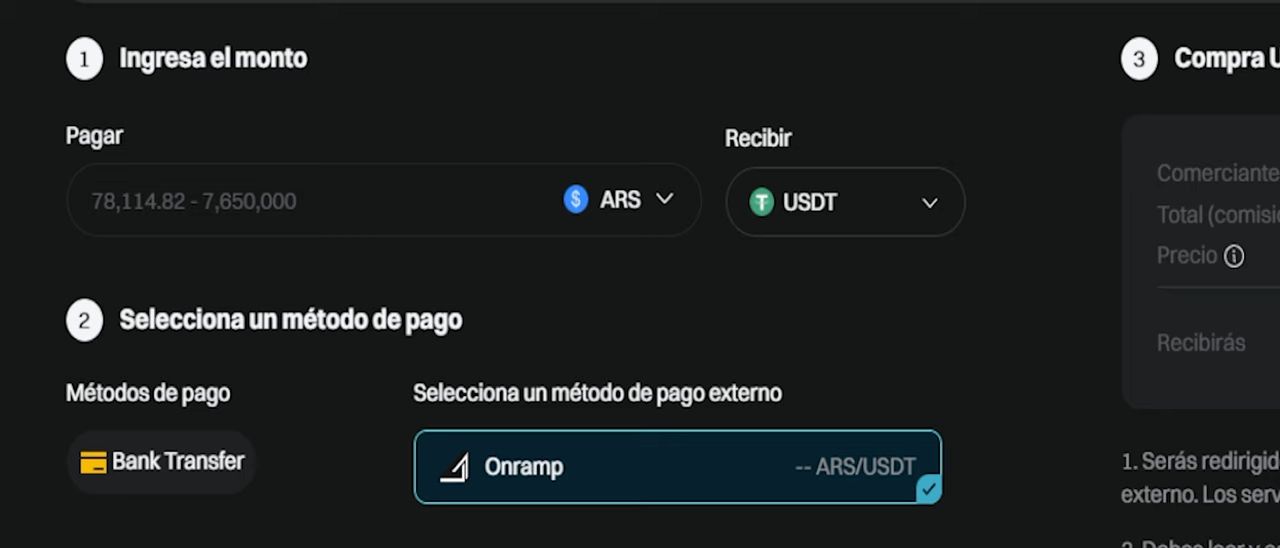 1 Ingresa el monto
Pagar
78,114.82 - 7,650,000
ARS
Recibir
USDT
2 Selecciona un método de pago
Métodos de pago
Bank Transfer
Selecciona un método de pago externo
Onramp
-- ARS/USDT
3 Compra
Comerciante
Total
Precio
Recibirás
1. Serás
externo. Los